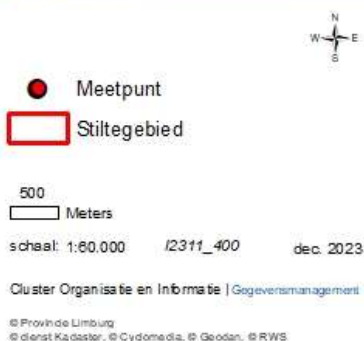 N
W E
S
Meetpunt
Stiltegebied
500
Meters
schaal: 1:60.000 I2311_400 dec. 2023
Cluster Organisatie en Informatie | Gegevensmanagement
© Provincie Limburg
© dienst Kadaster, © Cyclomedia, © Geodan, © RWS